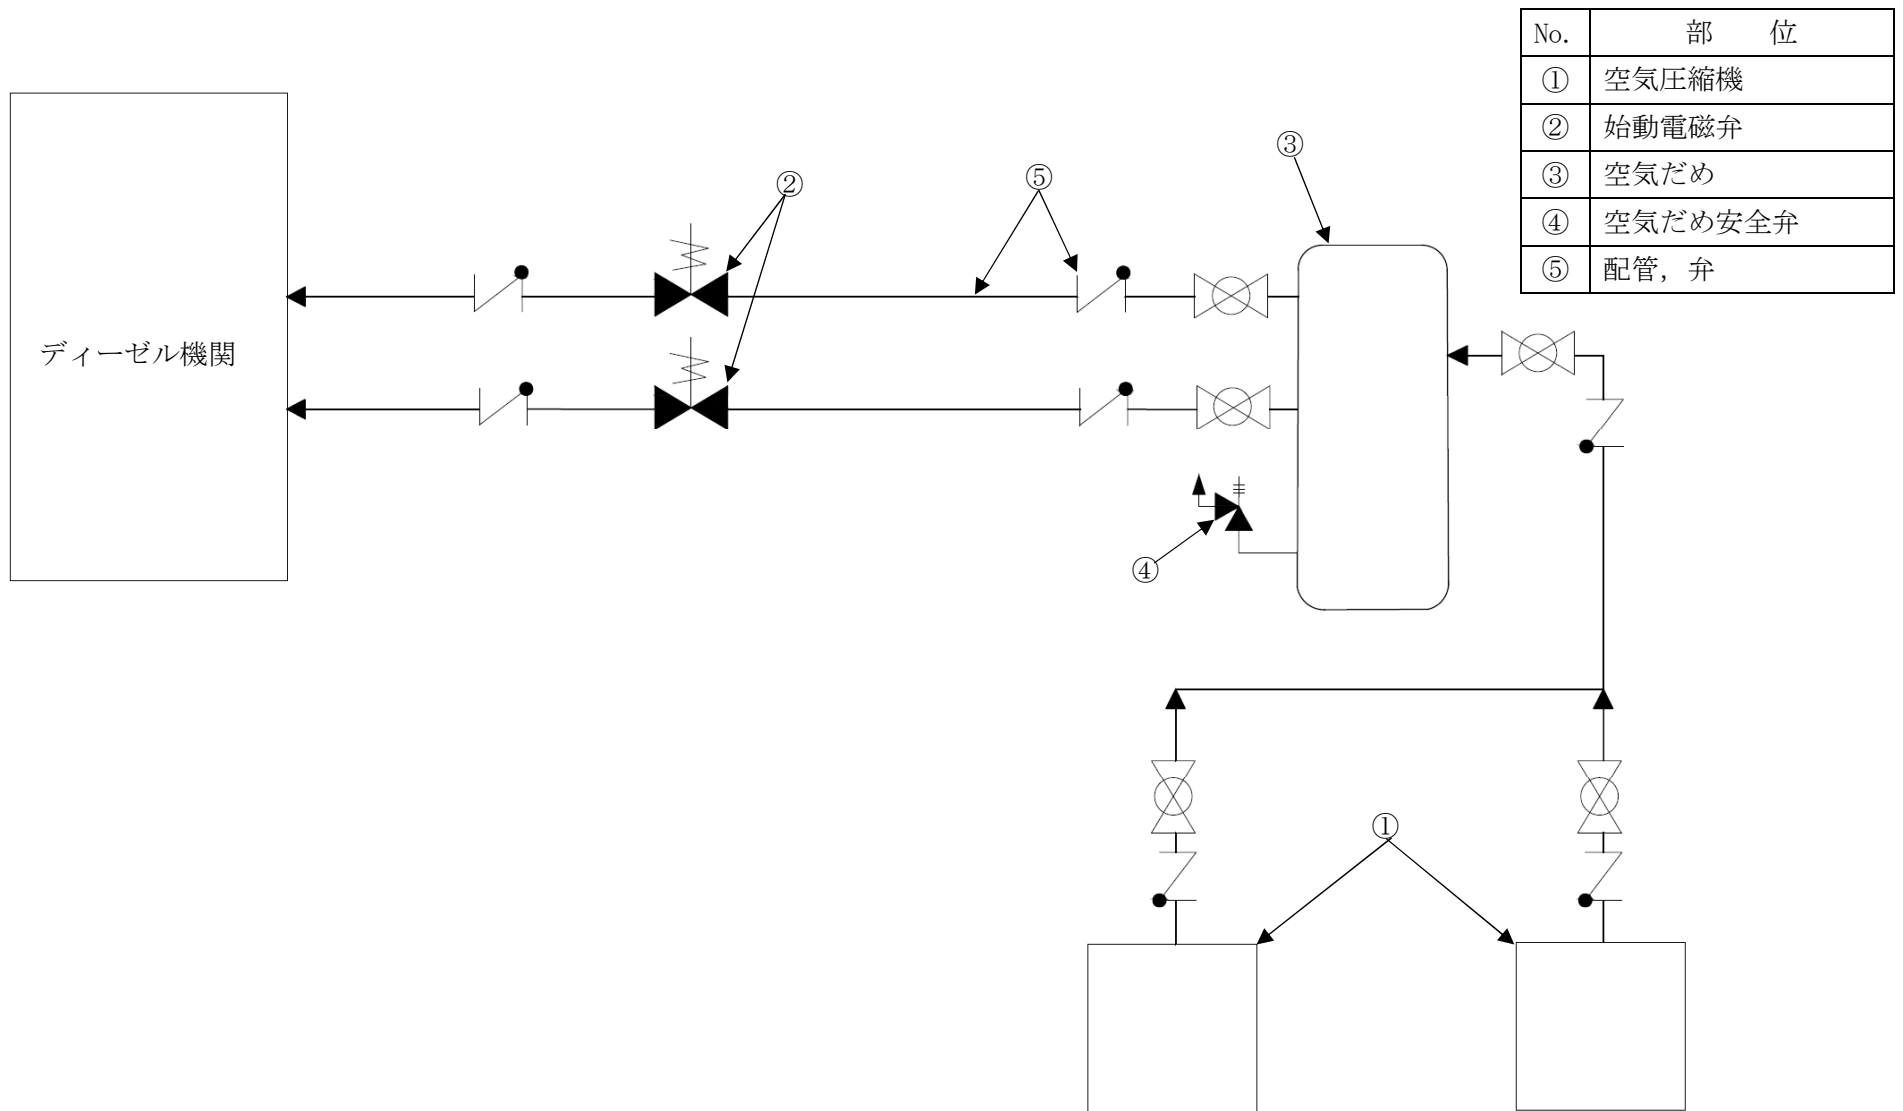 No. 部 位
① 空気圧縮機
② 始動電磁弁
③ 空気だめ
④ 空気だめ安全弁
⑤ 配管，弁
③
⑤
②
ディーゼル機関
④
①